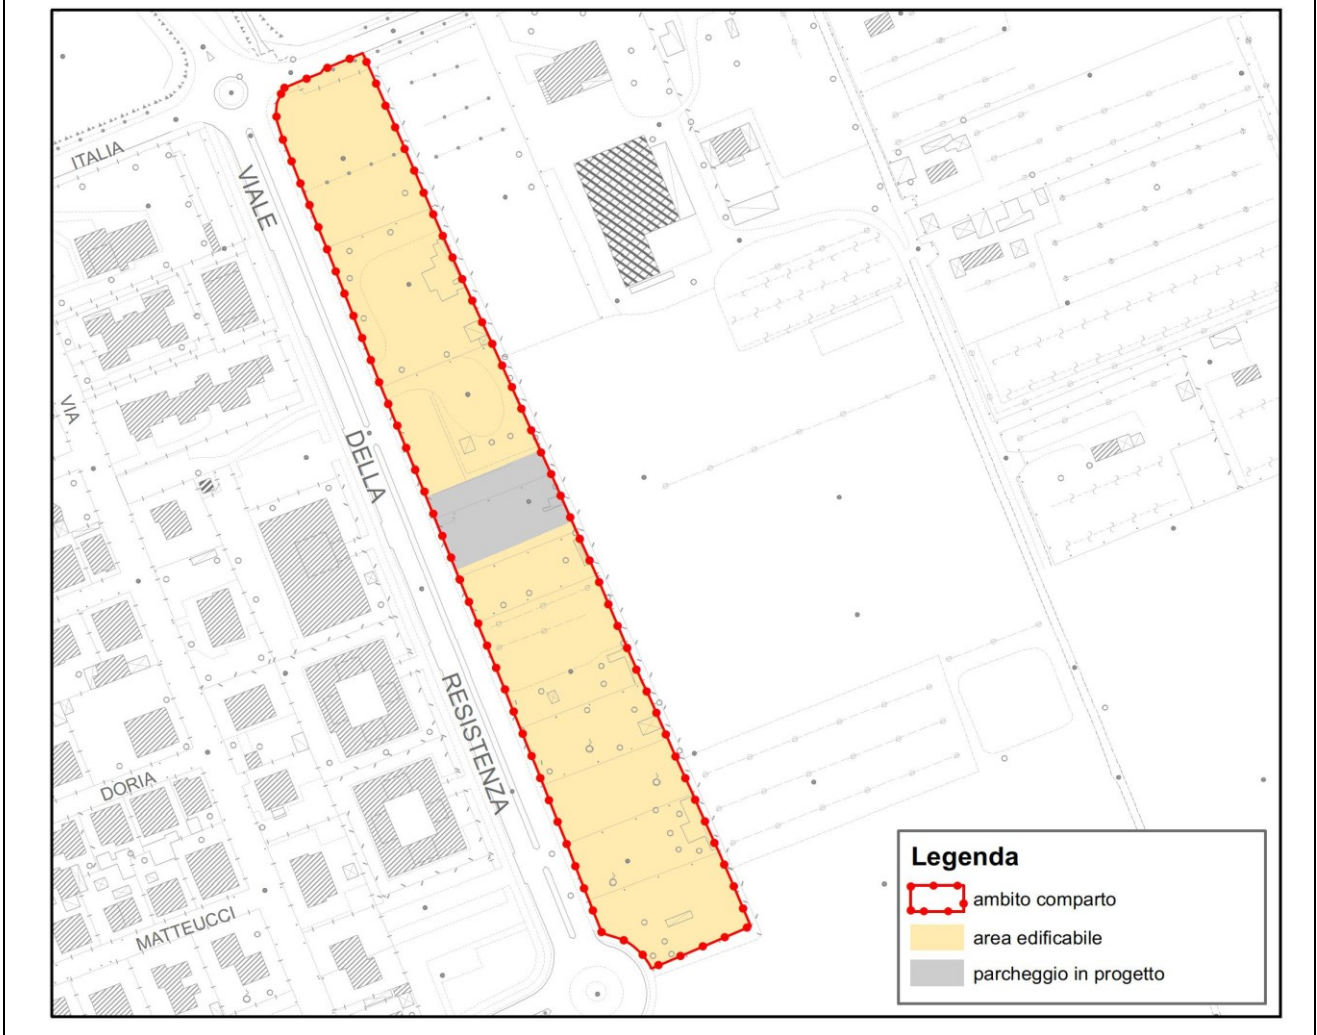 ITALIA
VIALE
VIA
DELLA
RESISTENZA
DORIA
MATTEUCCI
Legenda
ambito comparto
area edificabile
parcheggio in progetto